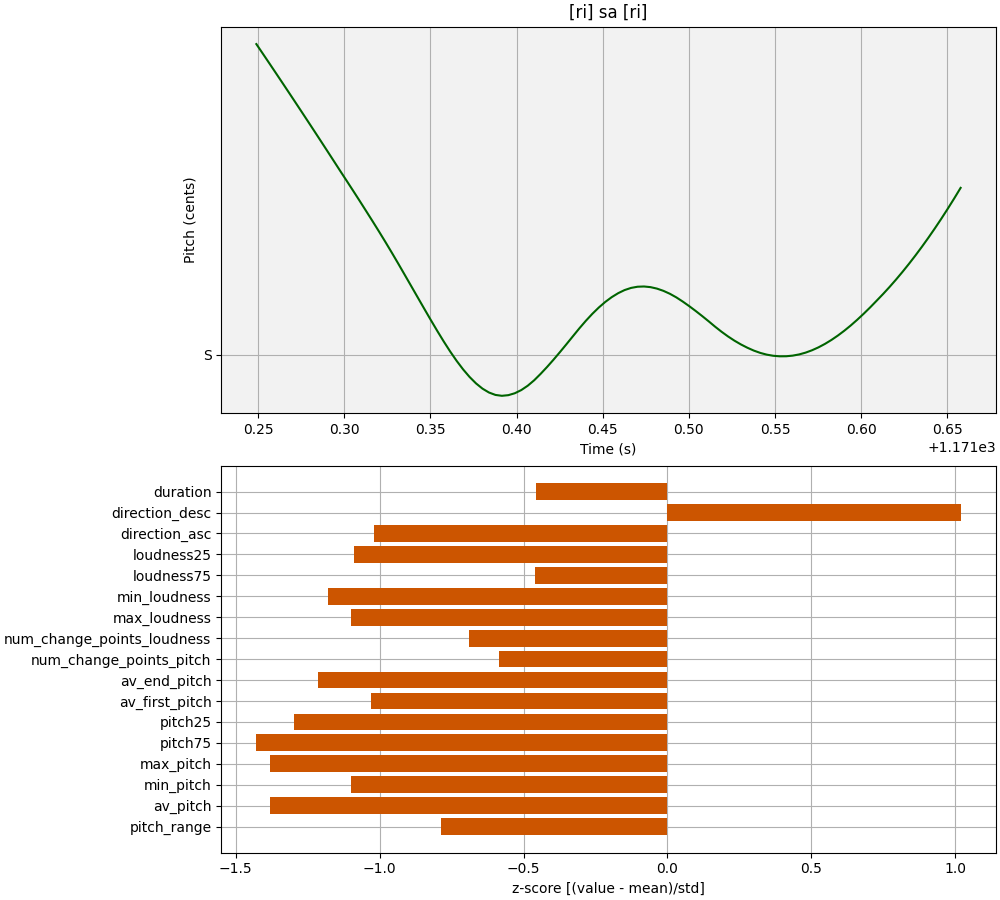 [ri] sa [ri]
Pitch (cents)
S
0.25 0.30 0.35 0.40 0.45 0.50 0.55 0.60 0.65
Time (s)
+1.171e3
duration
direction_desc
direction_asc
loudness25
loudness75
min_loudness
max_loudness
num_change_points_loudness
num_change_points_pitch
av_end_pitch
av_first_pitch
pitch25
pitch75
max_pitch
min_pitch
av_pitch
pitch_range
−1.5 −1.0 −0.5 0.0 0.5 1.0
z-score [(value - mean)/std]